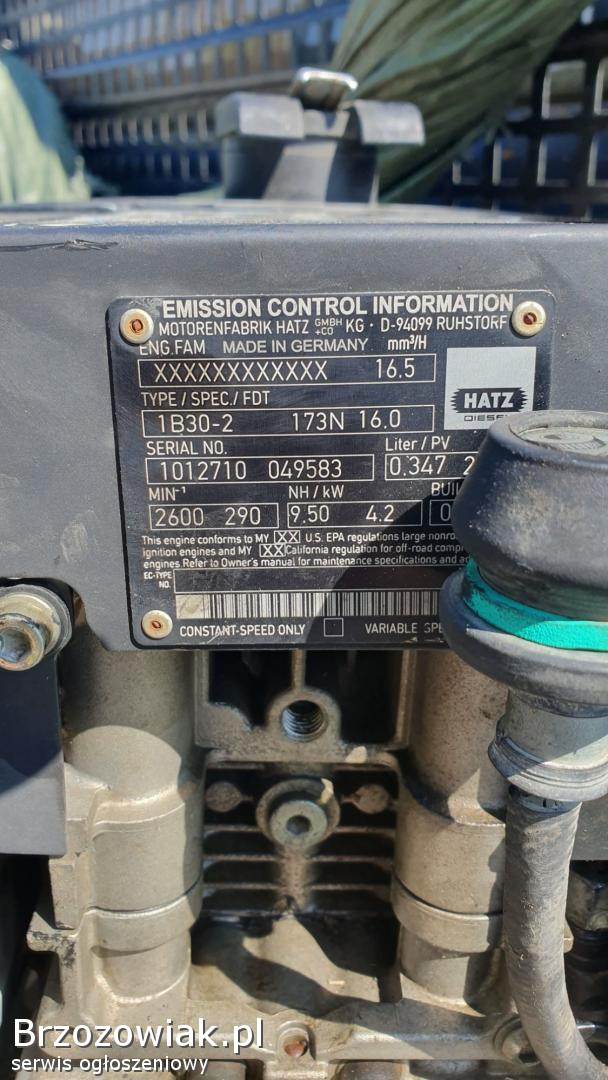 EMISSION CONTROL INFORMATION
MOTORENFABRIK HATZ GMBH +CO KG · D-94099 RUHSTORF
ENG.FAM MADE IN GERMANY mm³/H
XXXXXXXXXXXX 16.5
TYPE / SPEC./ FDT
1B30-2 173N 16.0
HATZ
DIESEL
SERIAL NO. Liter / PV
1012710 049583 0.347 2
MIN-¹ NH / kW
2600 290 9.50 4.2 0
This engine conforms to MY XX U.S. EPA regulations large
ignition engines and MY XX California regulation for off-road
engines Refer to Owner's manual for maintenance specifications and
EC-TYPE
NO.
CONSTANT-SPEED ONLY VARIABLE
Brzozowiak.pl
serwis ogłoszeniowy